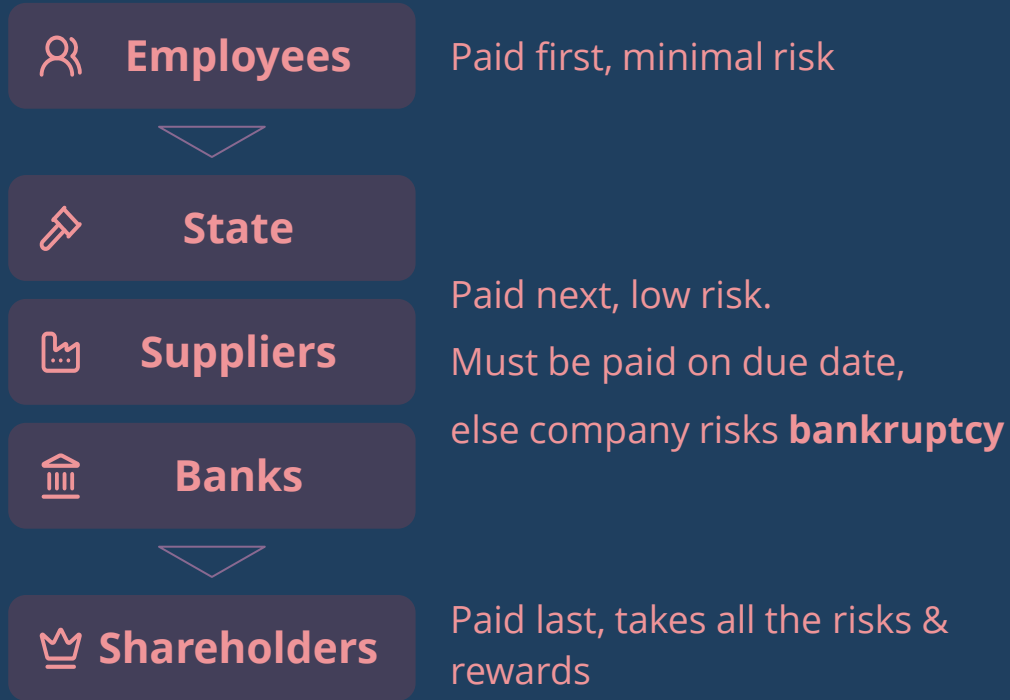 Employees
Paid first, minimal risk
State
Suppliers
Banks
Paid next, low risk.
Must be paid on due date,
else company risks bankruptcy
Shareholders
Paid last, takes all the risks &
rewards